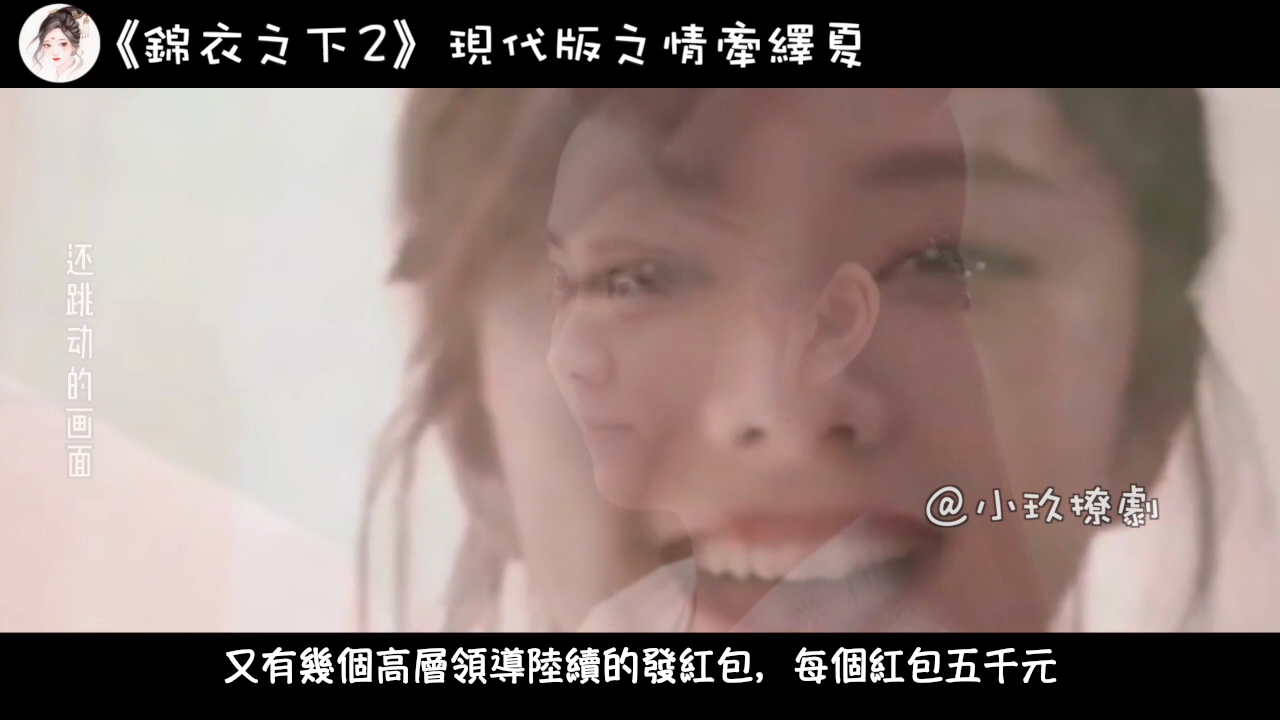 《錦衣之下2》現代版之情牽繹夏
还跳动的画面
@小玖撩劇
又有幾個高層領導陸續的發紅包，每個紅包五千元